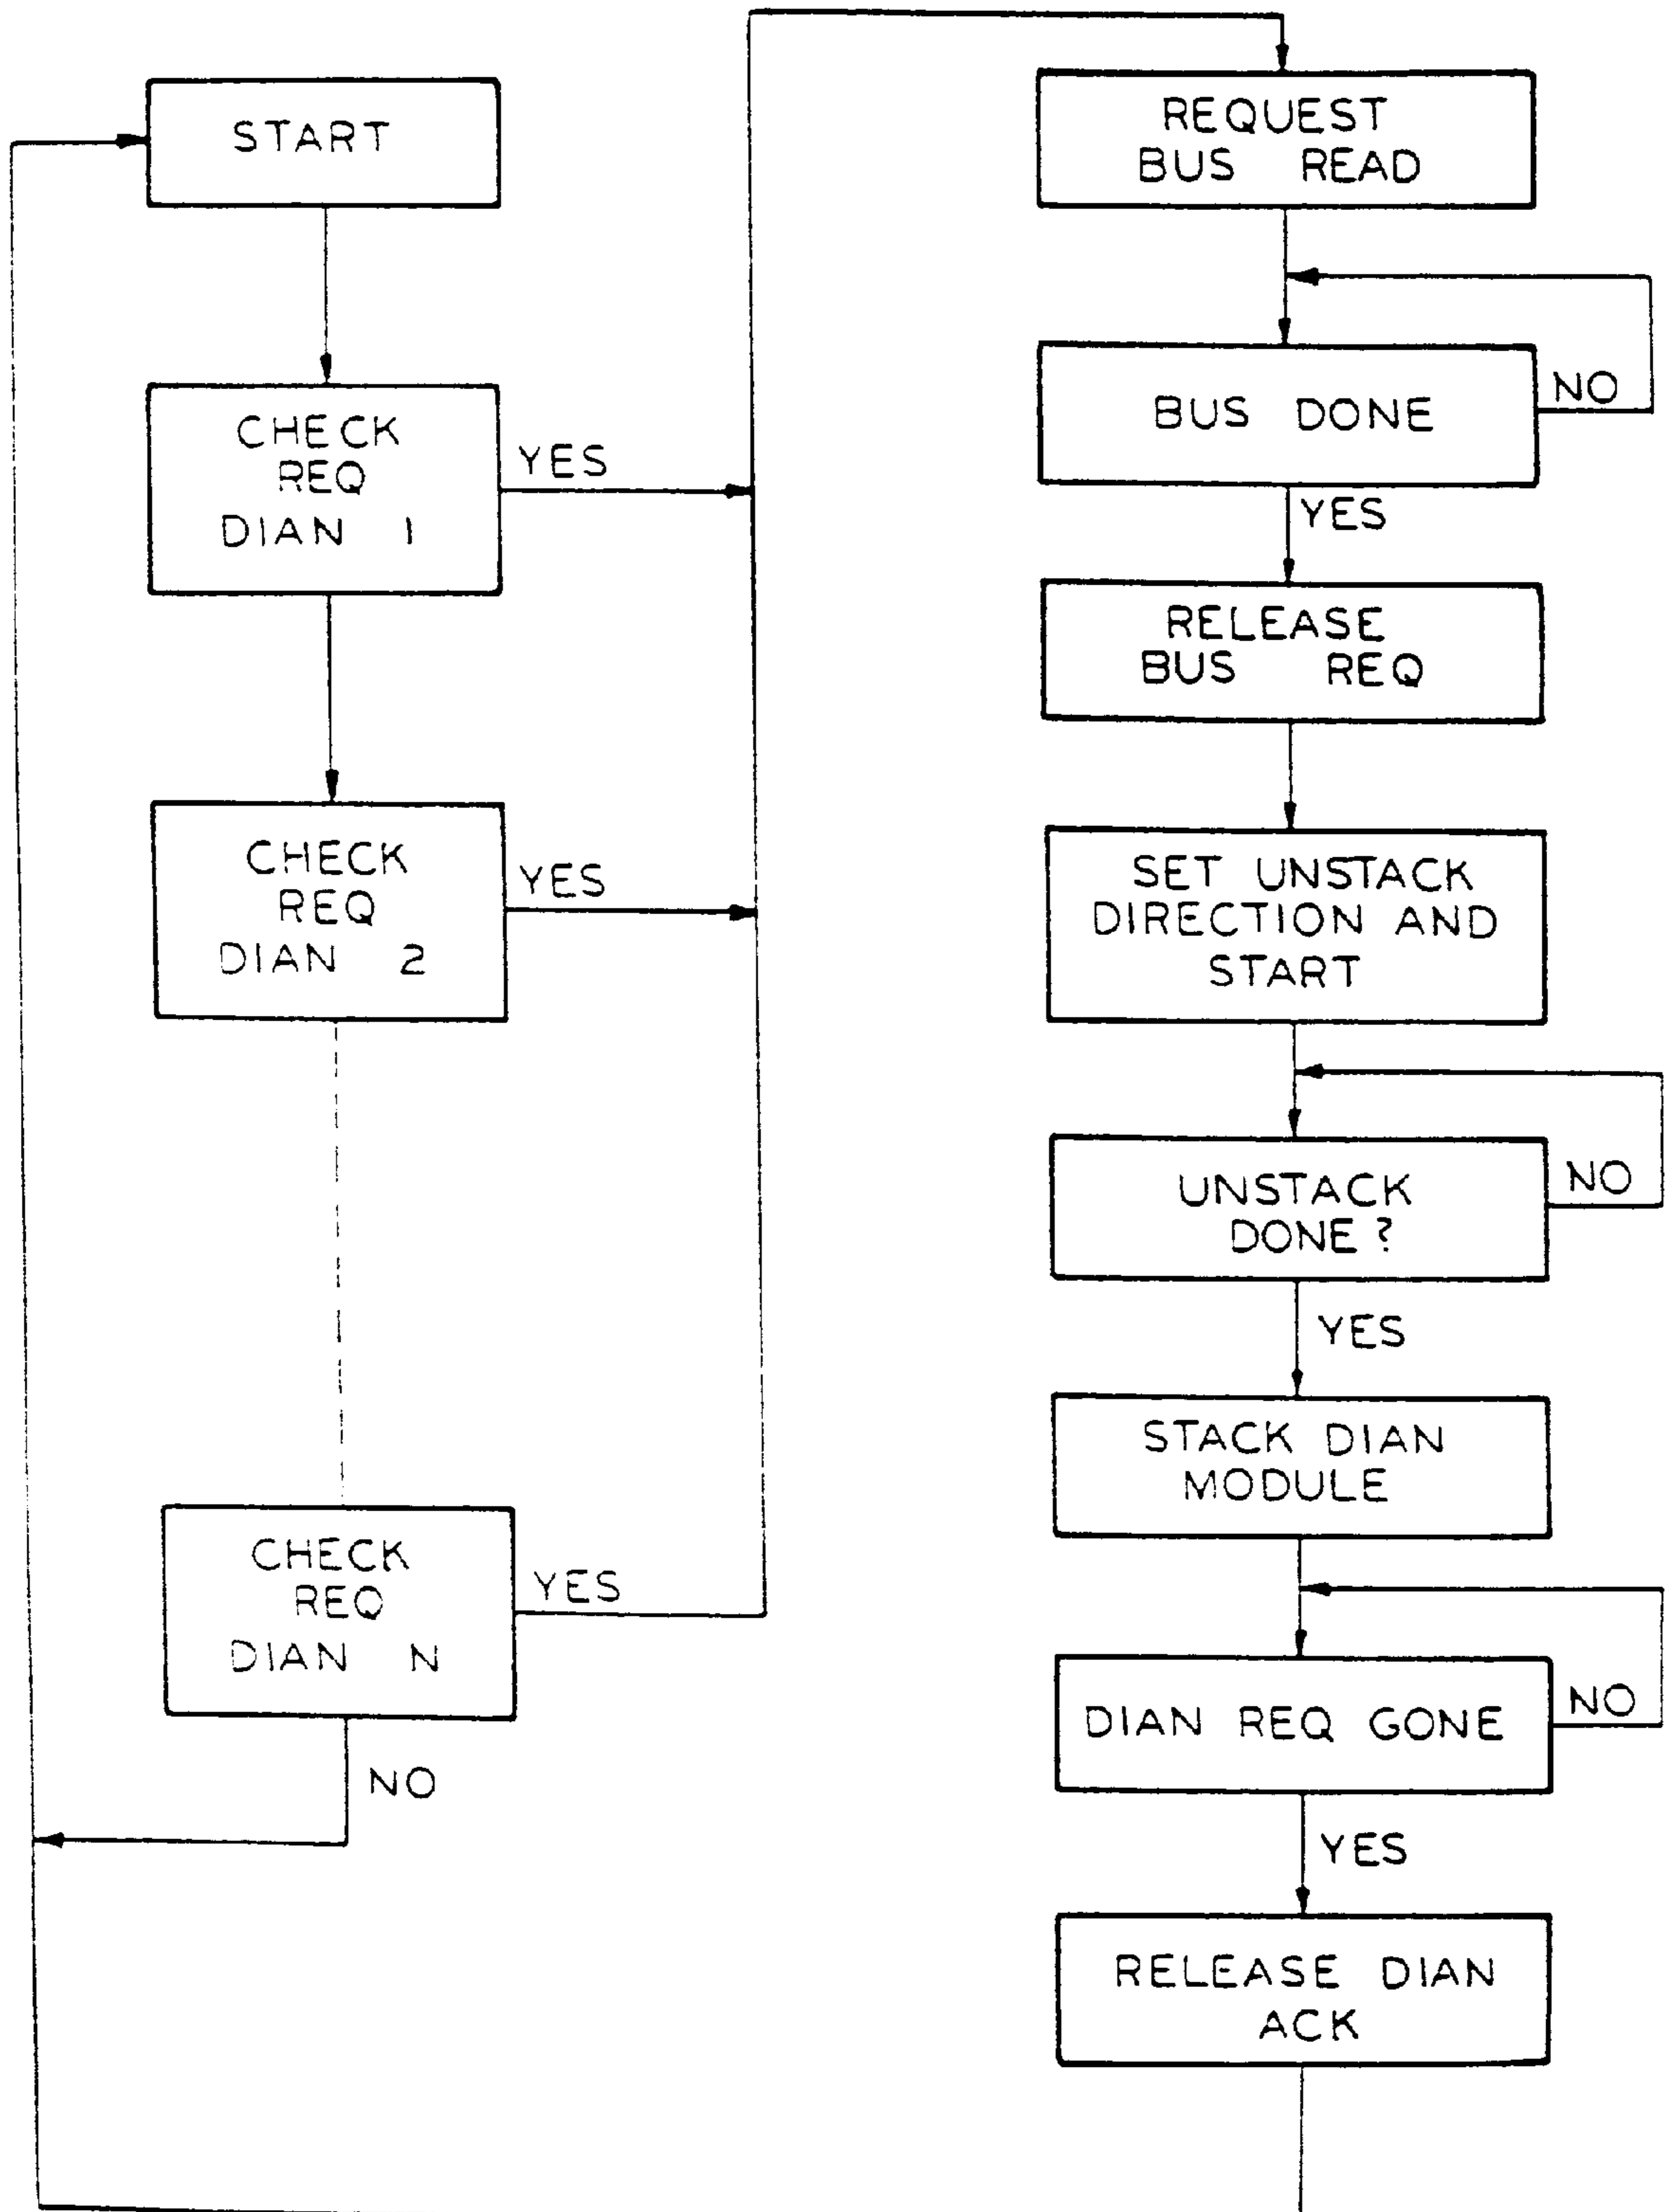 START
CHECK
REQ
DIAN 1
YES
CHECK
REQ
DIAN 2
YES
CHECK
REQ
DIAN N
YES
NO
REQUEST
BUS READ
BUS DONE
NO
YES
RELEASE
BUS REQ
SET UNSTACK
DIRECTION AND
START
UNSTACK
DONE?
NO
YES
STACK DIAN
MODULE
DIAN REQ GONE
NO
YES
RELEASE DIAN
ACK